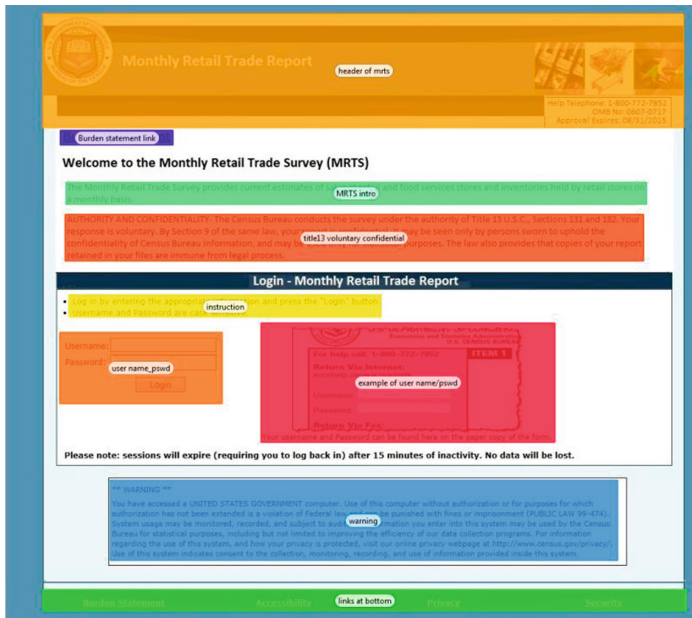 Monthly Retail Trade Report
header of mrts
Help Telephone: 1-800-772-7852
OMB No: 0607-0717
Approval Expires: 08/31/2015
Burden statement link
Welcome to the Monthly Retail Trade Survey (MRTS)
The Monthly Retail Trade Survey provides current estimates of and food services stores and inventories held by retail stores on
MRTS intro
a monthly basis.
AUTHORITY AND CONFIDENTIALITY- The Census Bureau conducts the survey under the authority of Title 13 U.S.C., Sections 131 and 182. Your
response is voluntary. By Section 9 of the same law, your be seen only by persons sworn to uphold the
title13 voluntary confidential
confidentiality of Census Bureau information, and may be poses. The law also provides that copies of your report
retained in your files are immune from legal process.
Login - Monthly Retail Trade Report
• Log in by entering the appropriate and press the "Login" button
instruction
• Username and Password are case
Username:
Password:
user name_pswd
Login
U.S. CENSUS BUREAU
For help call: 1-800-772-7852
ITEM 1
Return Via Internet:
example of user name/pswd
Username
Password
Return Via Fax:
Your username and Password can be found here on the paper copy of the form.
Please note: sessions will expire (requiring you to log back in) after 15 minutes of inactivity. No data will be lost.
** WARNING **
You have accessed a UNITED STATES GOVERNMENT computer. Use of this computer without authorization or for purposes for which
authorization has not been extended is a violation of Federal law and be punished with fines or imprisonment (PUBLIC LAW 99-474).
System usage may be monitored, recorded, and subject to you enter into this system may be used by the Census
warning
Bureau for statistical purposes, including but not limited to improving the efficiency of our data collection programs. For information
regarding the use of this system, and how your privacy is protected, visit our online privacy webpage at http://www.census.gov/privacy/.
Use of this system indicates consent to the collection, monitoring, recording, and use of information provided inside this system.
Burden Statement Accessibility links at bottom Privacy Security